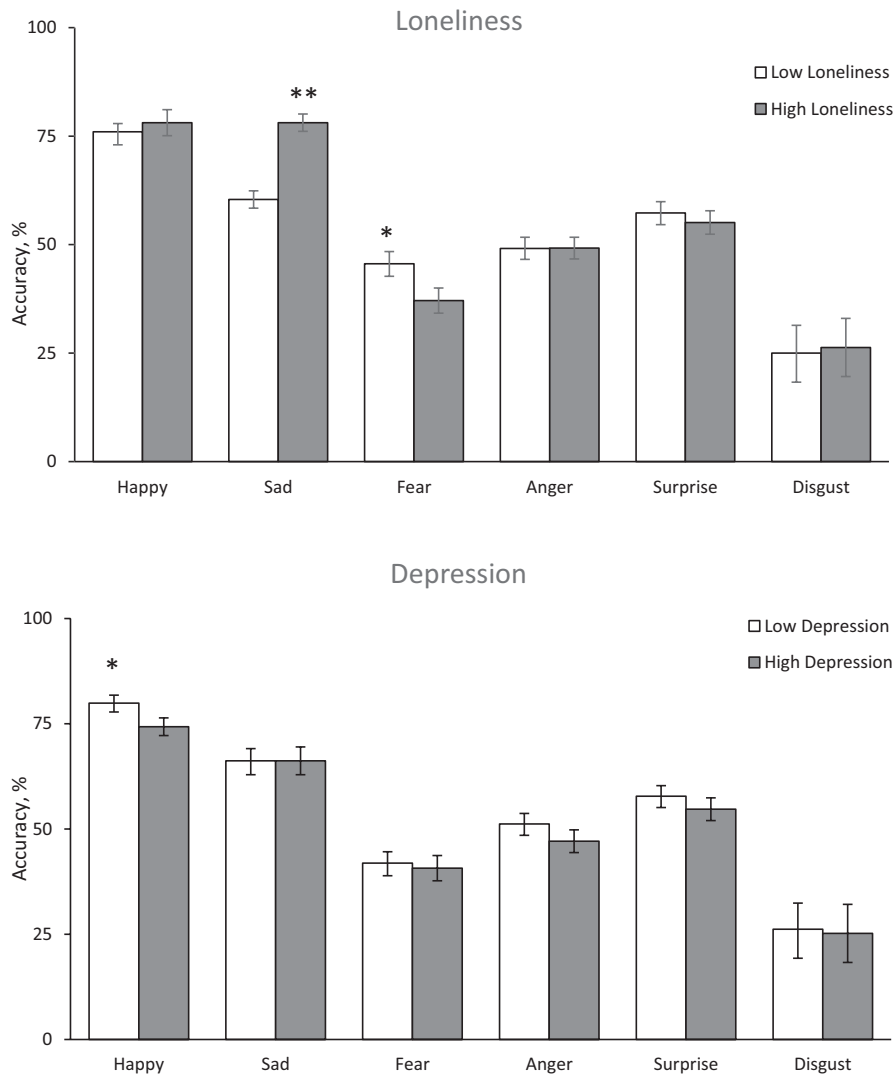 Loneliness
100
75
50
25
0
Accuracy, %
Low Loneliness
High Loneliness
**
*
Happy Sad Fear Anger Surprise Disgust
Depression
100
75
50
25
0
Accuracy, %
Low Depression
High Depression
*
Happy Sad Fear Anger Surprise Disgust